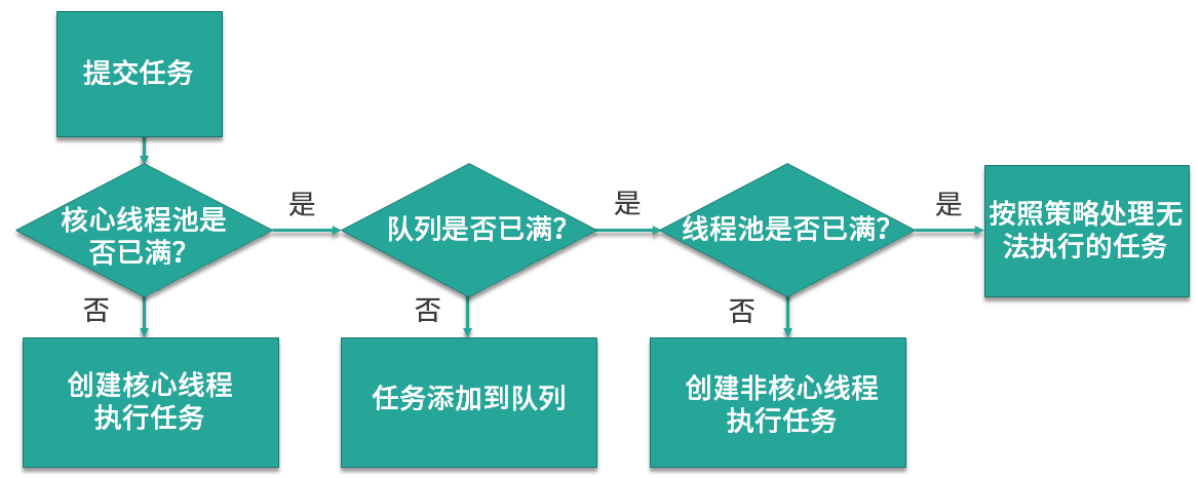 提交任务
核心线程池是
否已满？
是
队列是否已满？
是
线程池是否已满？
是
按照策略处理无
法执行的任务
否
否
否
创建核心线程
执行任务
任务添加到队列
创建非核心线程
执行任务